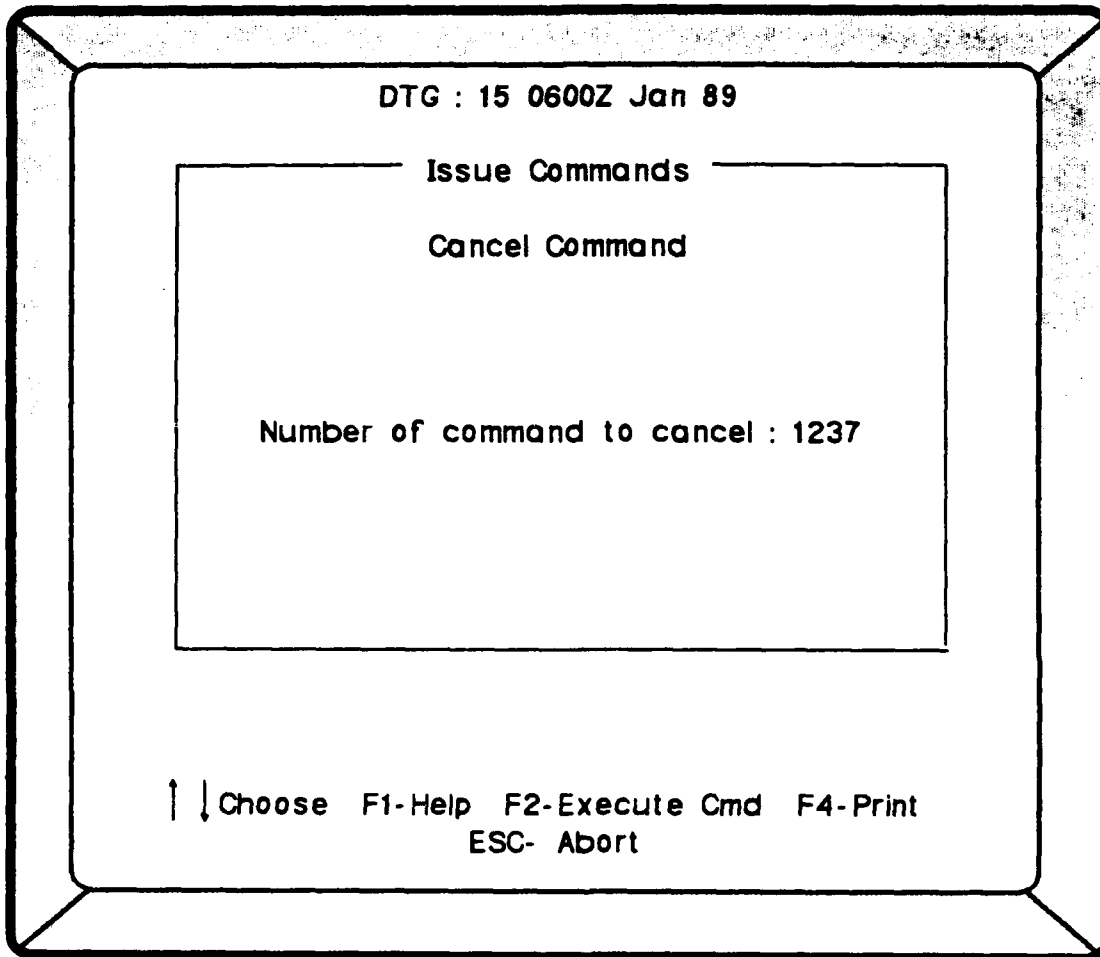 DTG : 15 0600Z Jan 89
Issue Commands
Cancel Command
Number of command to cancel : 1237
↑ ↓ Choose F1-Help F2-Execute Cmd F4-Print
ESC- Abort